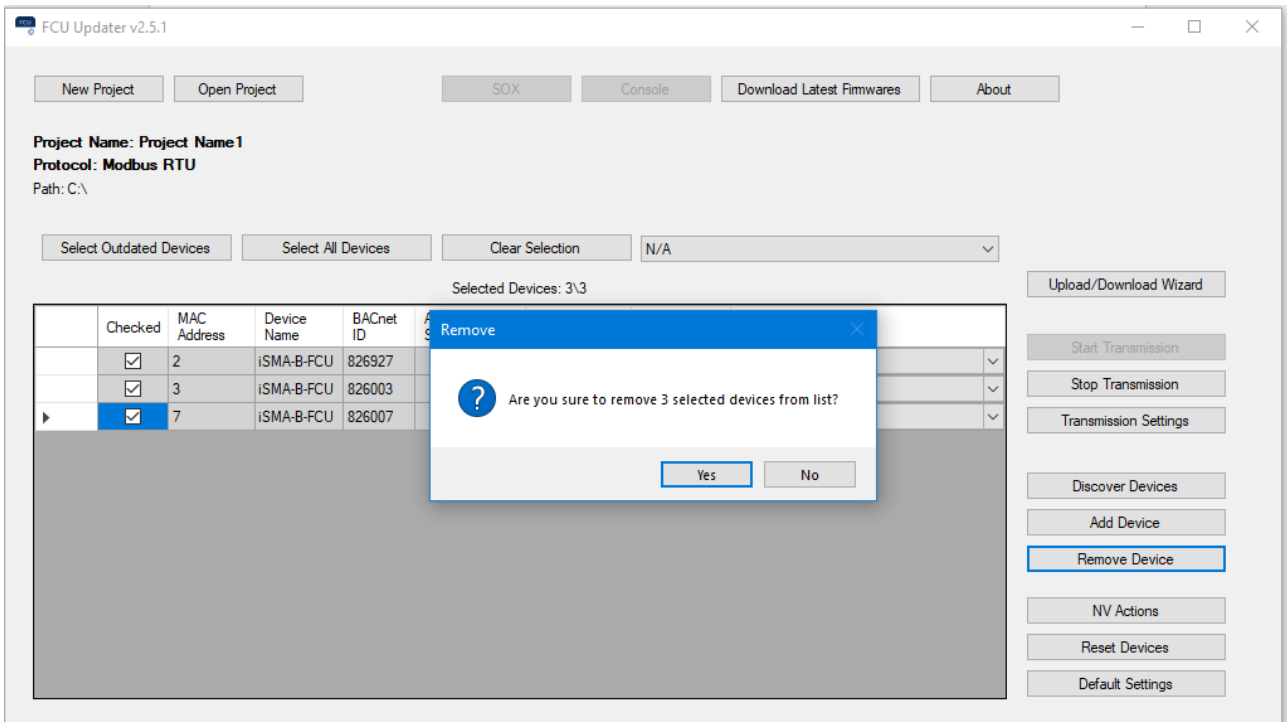 FCU Updater v2.5.1
New Project
Open Project
SOX
Console
Download Latest Firmwares
About
Project Name: Project Name1
Protocol: Modbus RTU
Path: C:\
Select Outdated Devices
Select All Devices
Clear Selection
N/A
Selected Devices: 3\3
Upload/Download Wizard
Checked
MAC
Address
Device
Name
BACnet
ID
2 iSMA-B-FCU 826927
3 iSMA-B-FCU 826003
7 iSMA-B-FCU 826007
Remove
Are you sure to remove 3 selected devices from list?
Yes
No
Start Transmission
Stop Transmission
Transmission Settings
Discover Devices
Add Device
Remove Device
NV Actions
Reset Devices
Default Settings